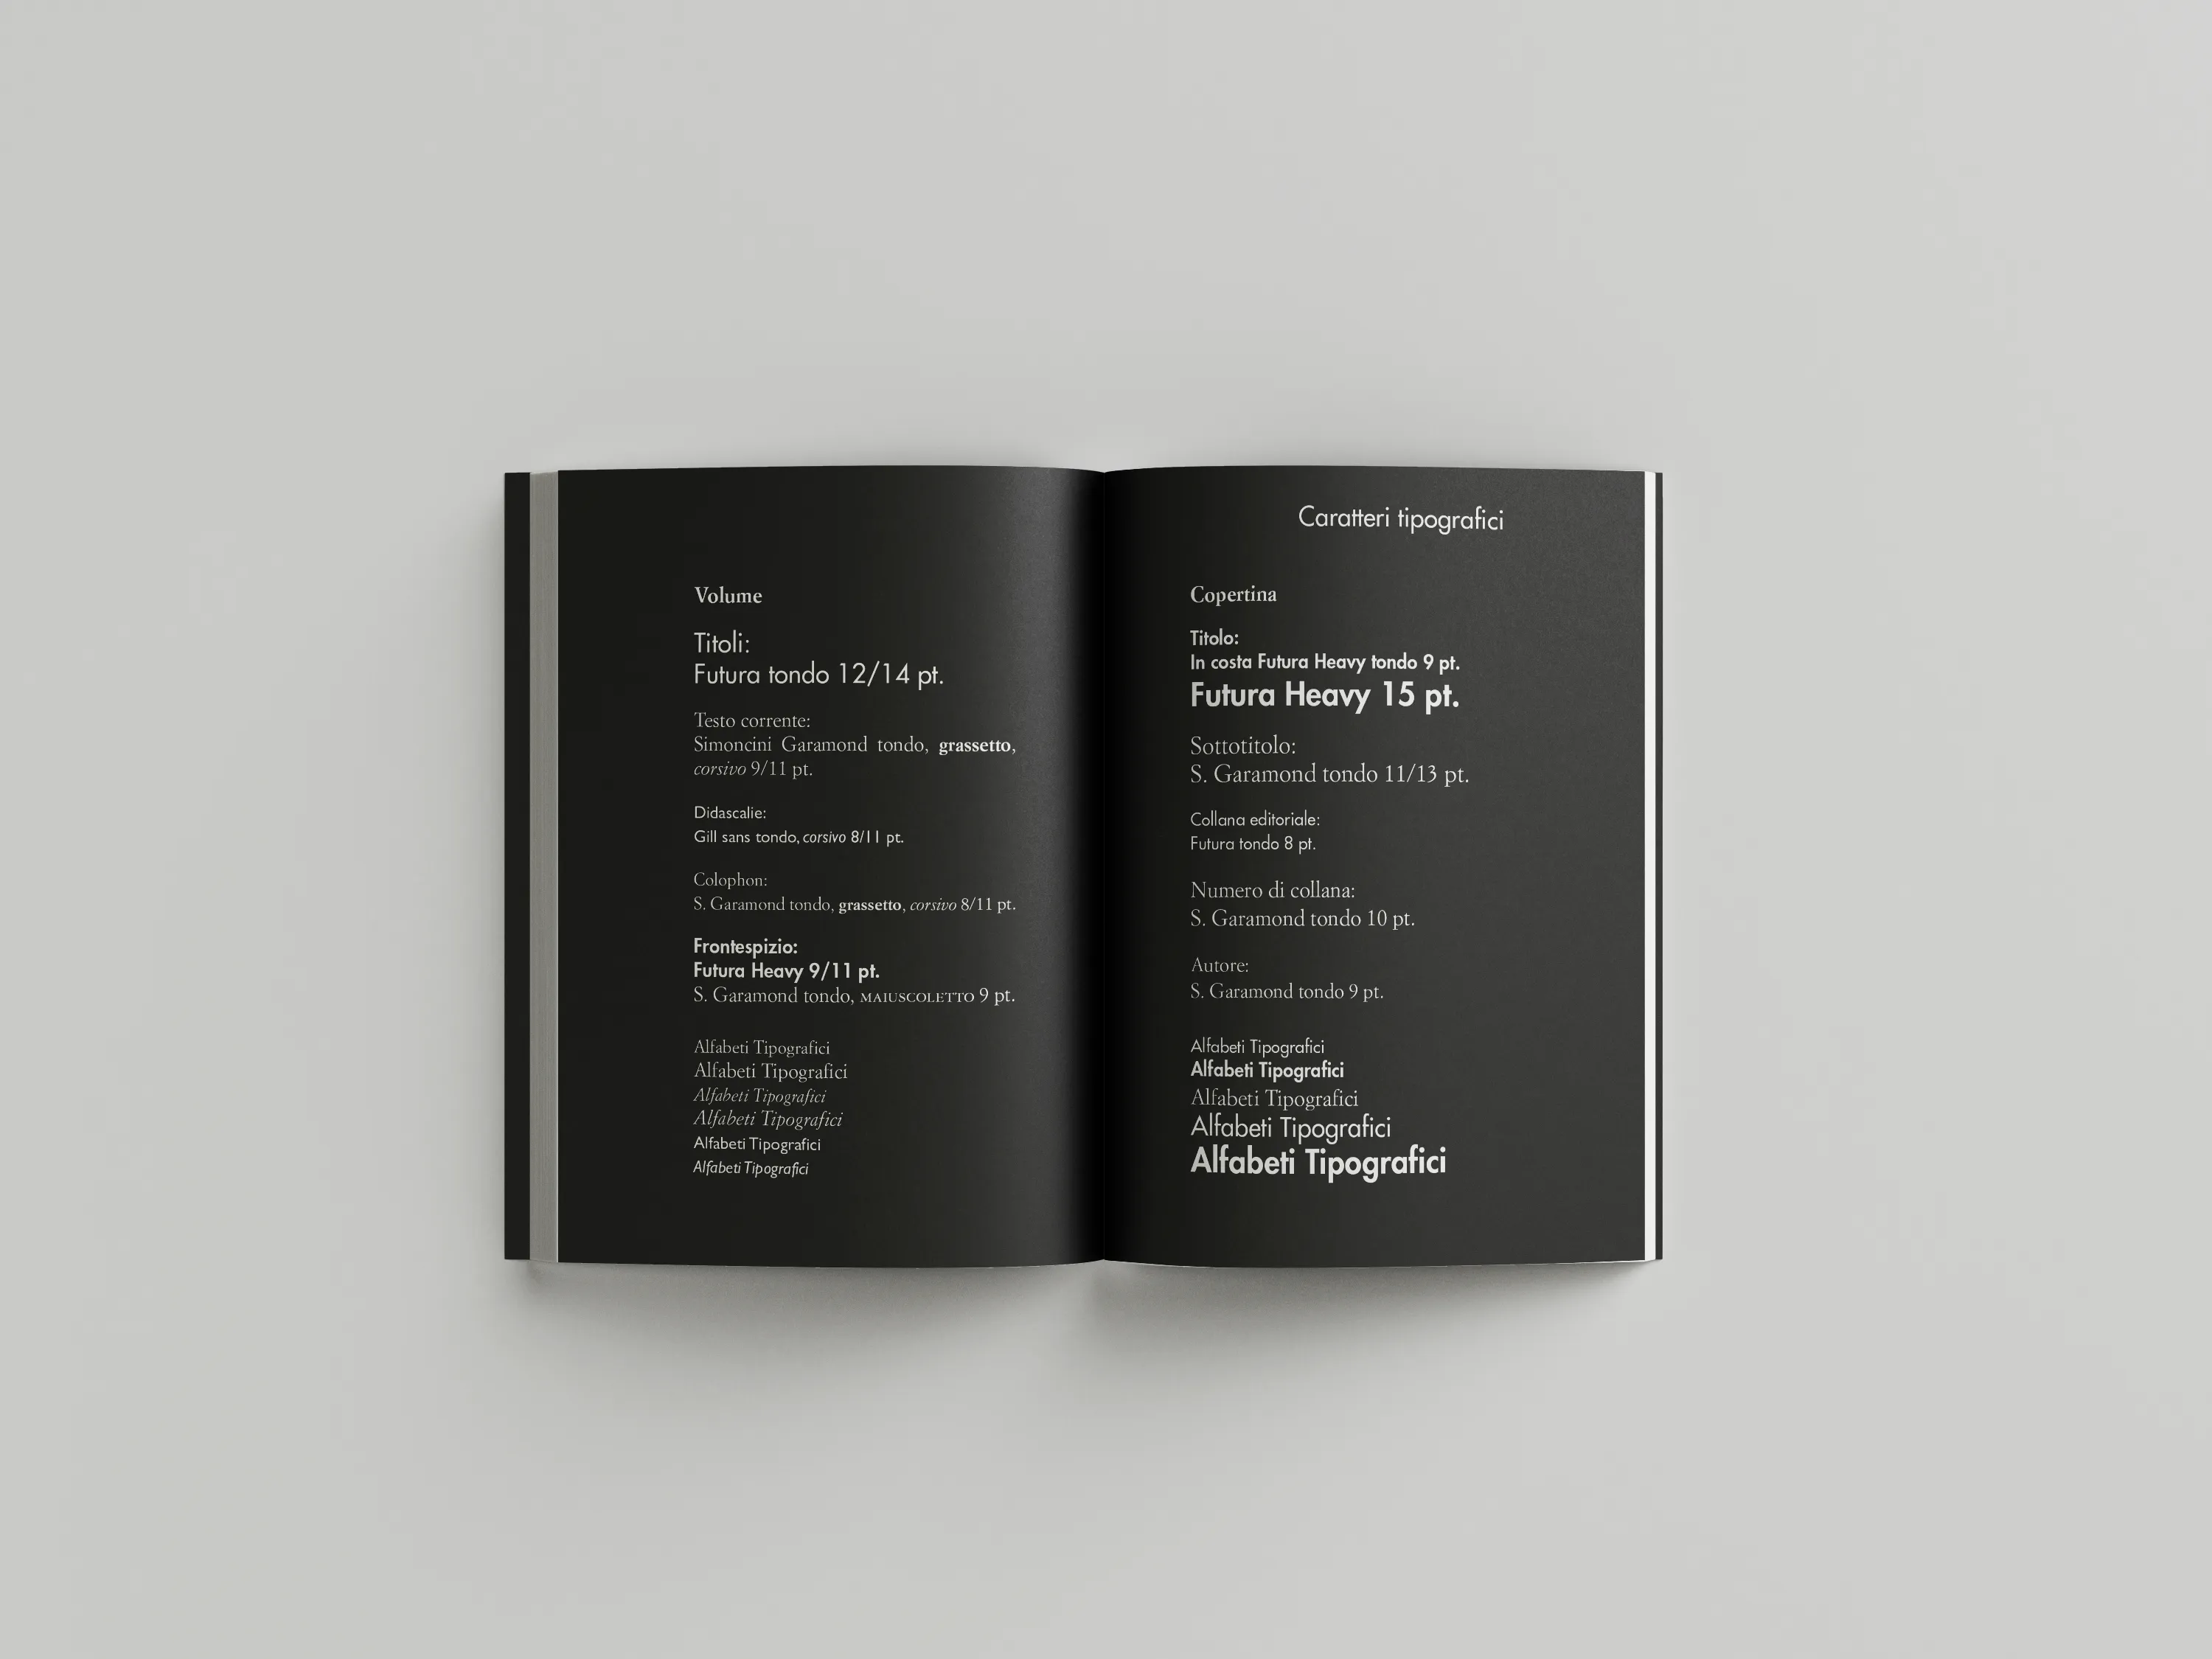 Volume
Titoli:
Futura tondo 12/14 pt.
Testo corrente:
Simoncini Garamond tondo, grassetto,
corsivo 9/11 pt.
Didascalie:
Gill sans tondo, corsivo 8/11 pt.
Colophon:
S. Garamond tondo, grassetto, corsivo 8/11 pt.
Frontespizio:
Futura Heavy 9/11 pt.
S. Garamond tondo, MAIUSCOLETTO 9 pt.
Alfabeti Tipografici
Alfabeti Tipografici
Alfabeti Tipografici
Alfabeti Tipografici
Alfabeti Tipografici
Alfabeti Tipografici
Caratteri tipografici
Copertina
Titolo:
In costa Futura Heavy tondo 9 pt.
Futura Heavy 15 pt.
Sottotitolo:
S. Garamond tondo 11/13 pt.
Collana editoriale:
Futura tondo 8 pt.
Numero di collana:
S. Garamond tondo 10 pt.
Autore:
S. Garamond tondo 9 pt.
Alfabeti Tipografici
Alfabeti Tipografici
Alfabeti Tipografici
Alfabeti Tipografici
Alfabeti Tipografici